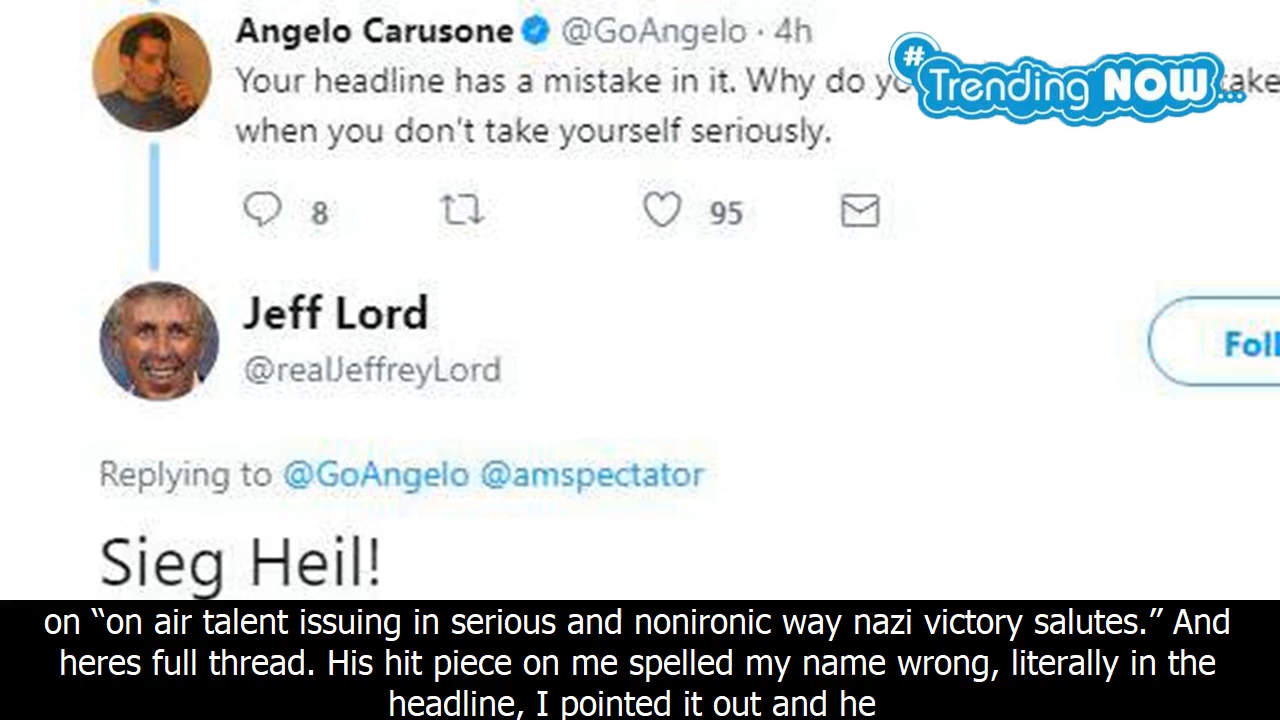 Angelo Carusone @GoAngelo · 4h
#Trending NOW...
Your headline has a mistake in it. Why do yo
when you don't take yourself seriously.
8 95
Jeff Lord
@realJeffreyLord
Foll
Replying to @GoAngelo @amspectator
Sieg Heil!
on “on air talent issuing in serious and nonironic way nazi victory salutes.” And
heres full thread. His hit piece on me spelled my name wrong, literally in the
headline, I pointed it out and he